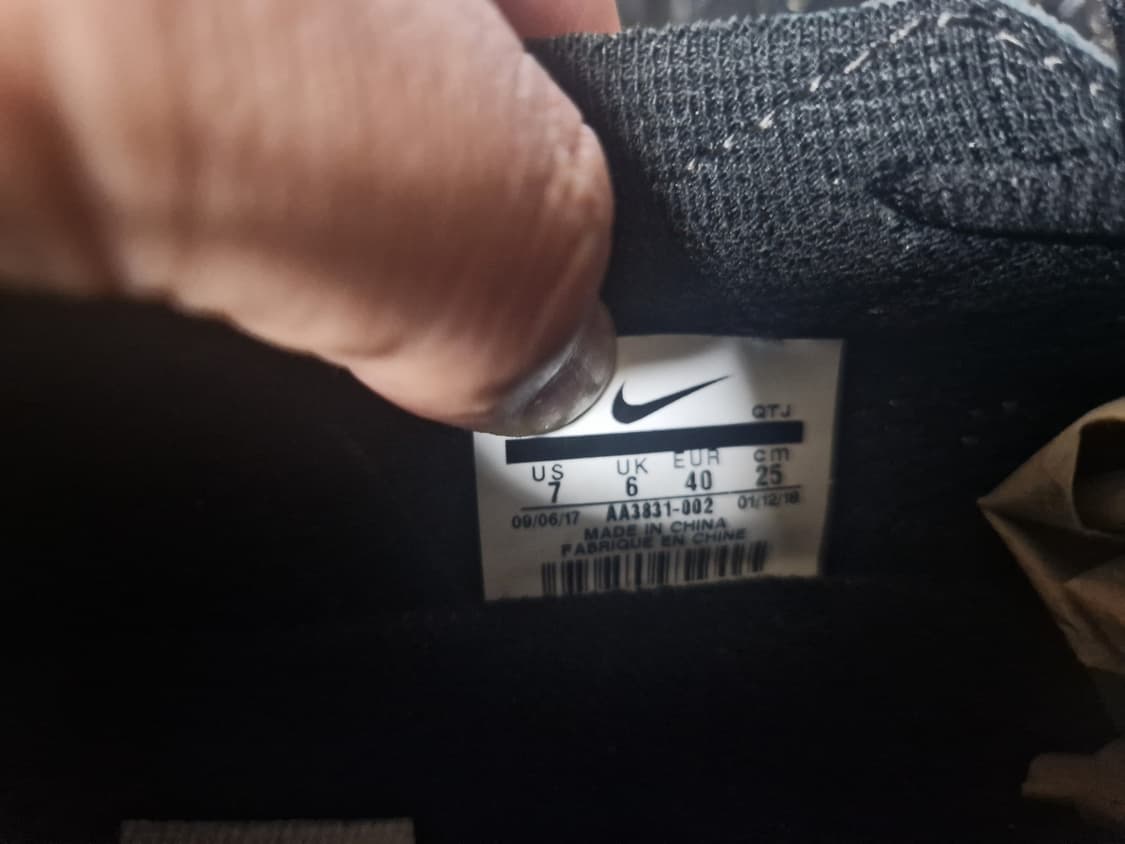 QTJ
US UK EUR cm
7 6 40 25
09/06/17 AA3831-002 01/12/18
MADE IN CHINA
FABRIQUE EN CHINE